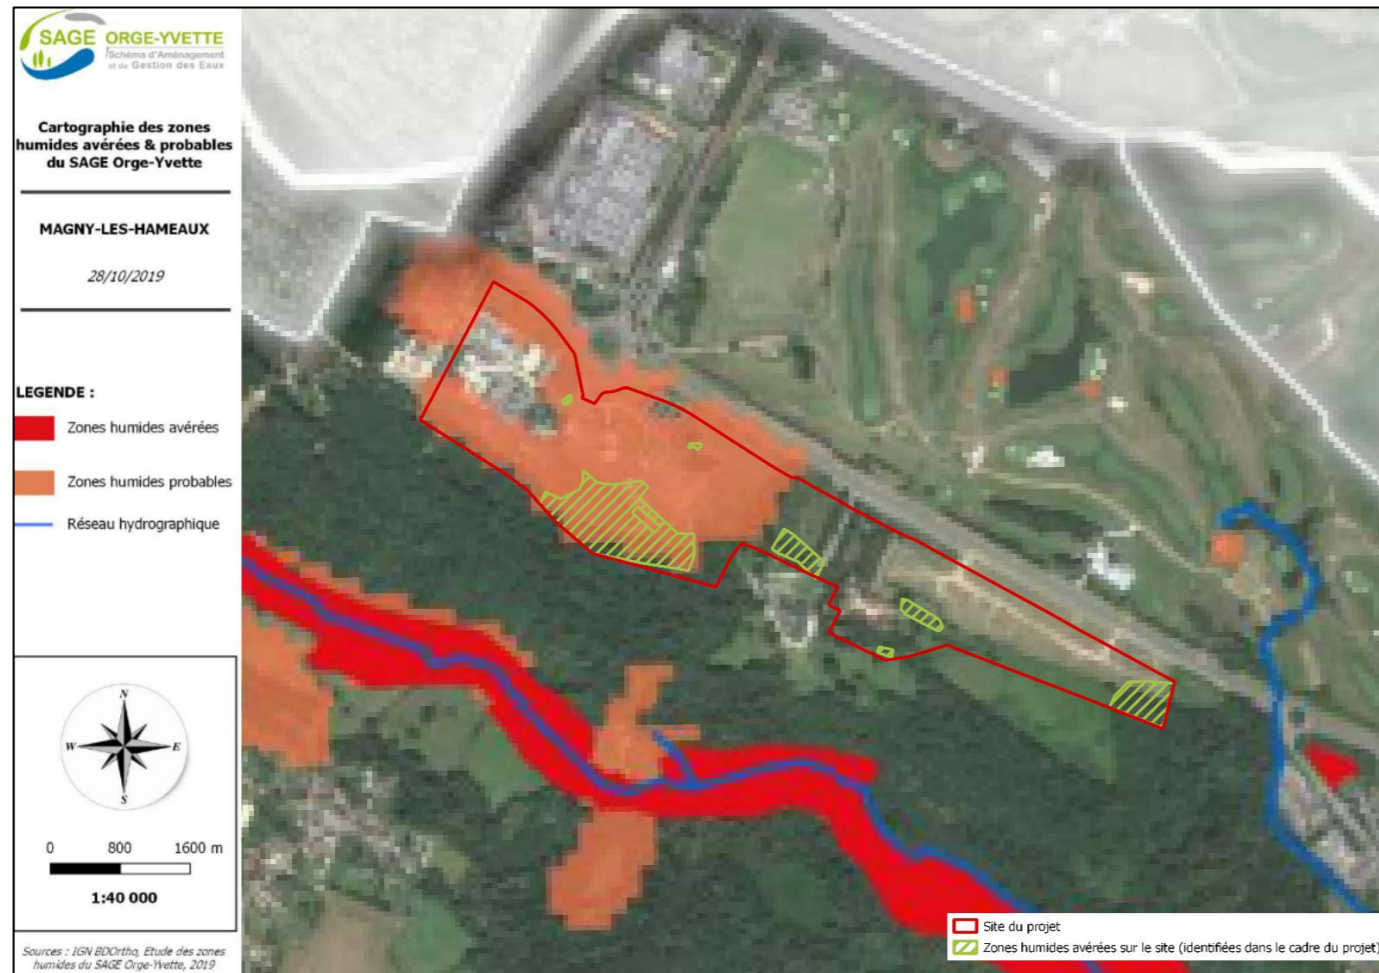 SAGE ORGE-YVETTE
Schéma d'Aménagement
et de Gestion des Eaux
Cartographie des zones
humides avérées & probables
du SAGE Orge-Yvette
MAGNY-LES-HAMEAUX
28/10/2019
LEGENDE :
Zones humides avérées
Zones humides probables
Réseau hydrographique
N
W E
S
0 800 1600 m
1:40 000
Sources : IGN BDOrtho, Etude des zones
humides du SAGE Orge-Yvette, 2019
Site du projet
Zones humides avérées sur le site (identifiées dans le cadre du projet)